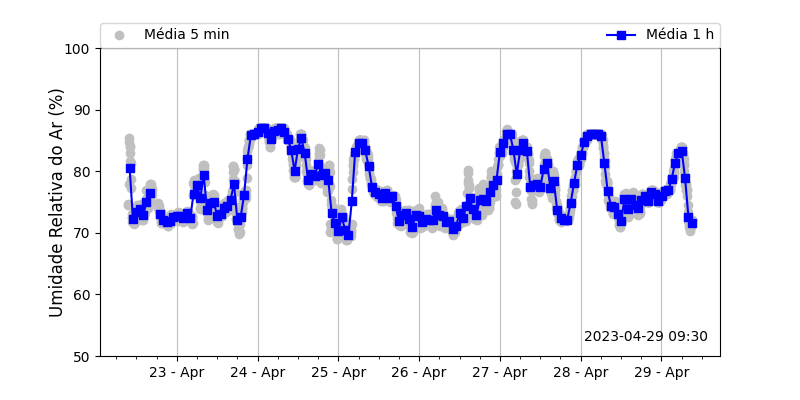 Média 5 min
Média 1 h
100
90
80
70
60
50
Umidade Relativa do Ar (%)
2023-04-29 09:30
23 - Apr
24 - Apr
25 - Apr
26 - Apr
27 - Apr
28 - Apr
29 - Apr